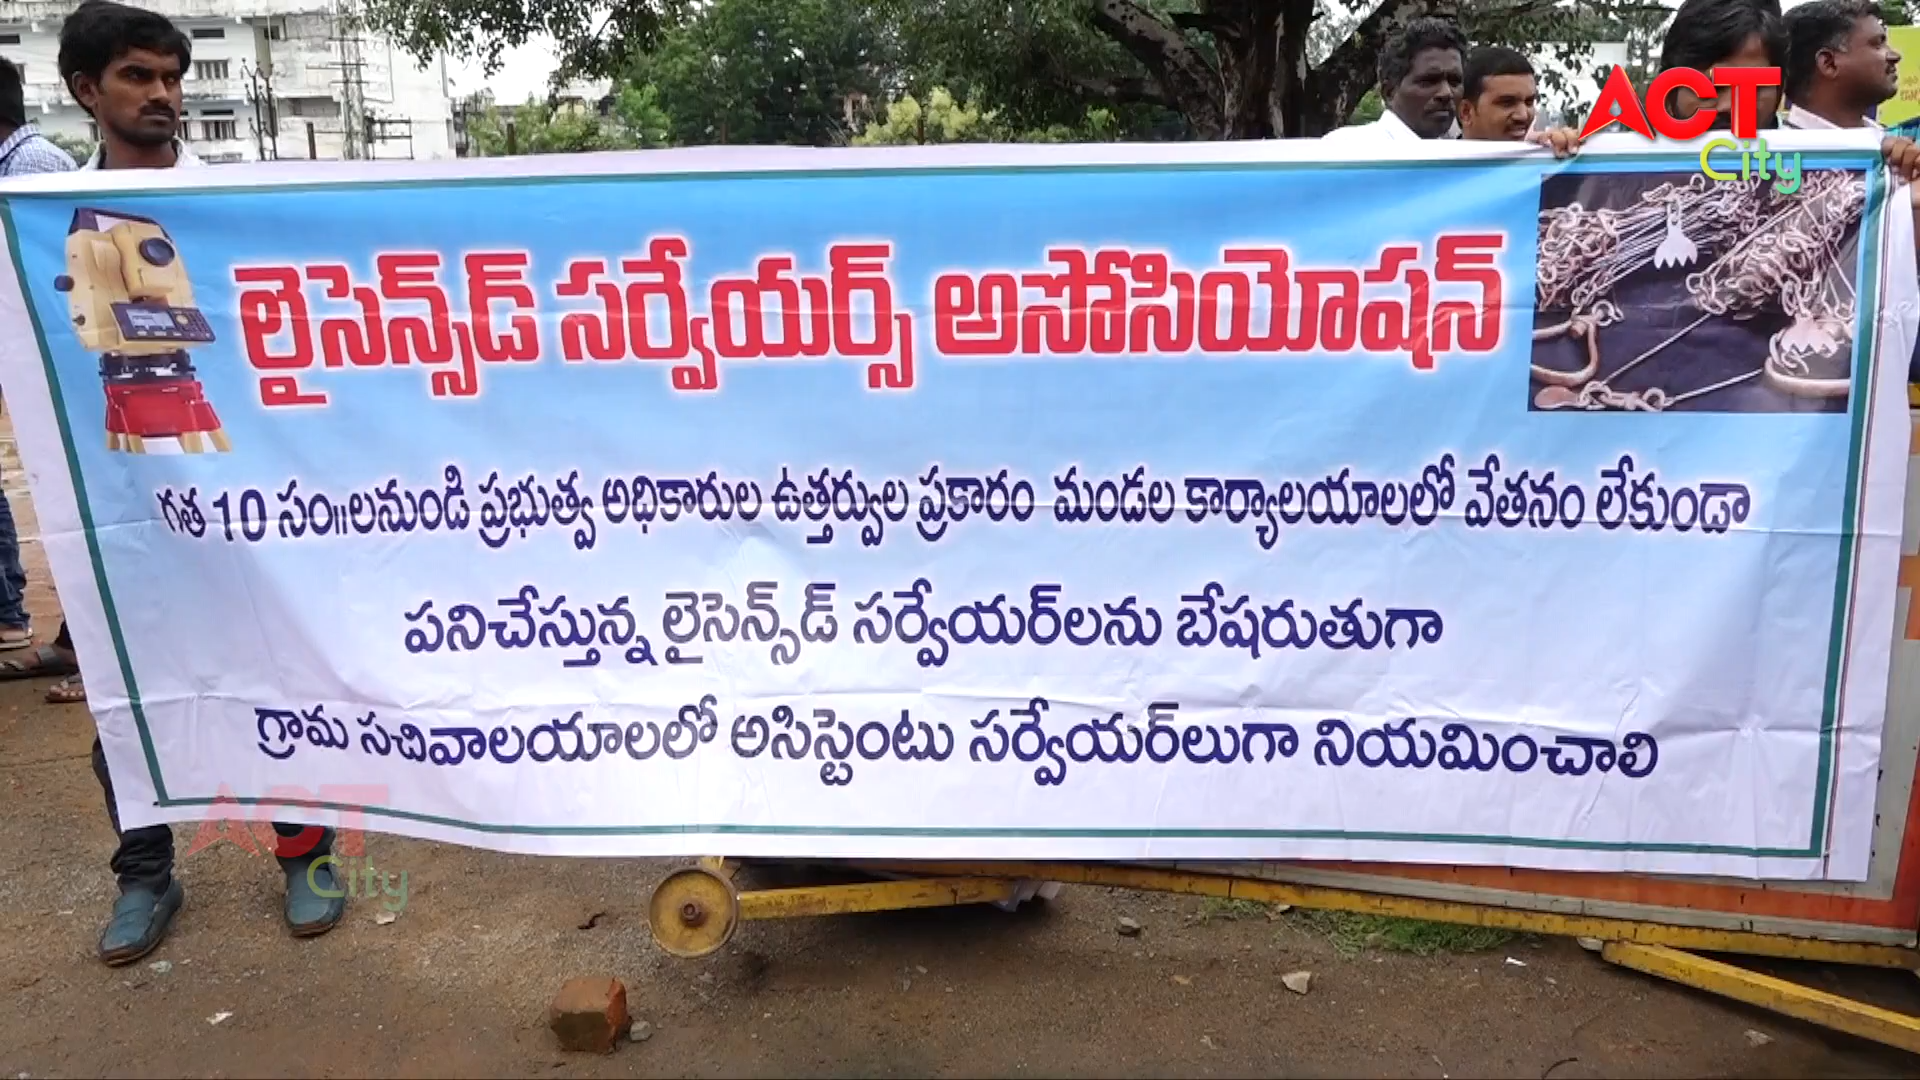 ACT
City
లైసెన్స్‌డ్ సర్వేయర్స్ అసోసియోషన్
గత 10 సం॥లనుండి ప్రభుత్వ అధికారుల ఉత్తర్వుల ప్రకారం మండల కార్యాలయాలలో వేతనం లేకుండా
పనిచేస్తున్న లైసెన్స్‌డ్ సర్వేయర్‌లను బేషరుతుగా
గ్రామ సచివాలయాలలో అసిస్టెంటు సర్వేయర్‌లుగా నియమించాలి
ACT
City